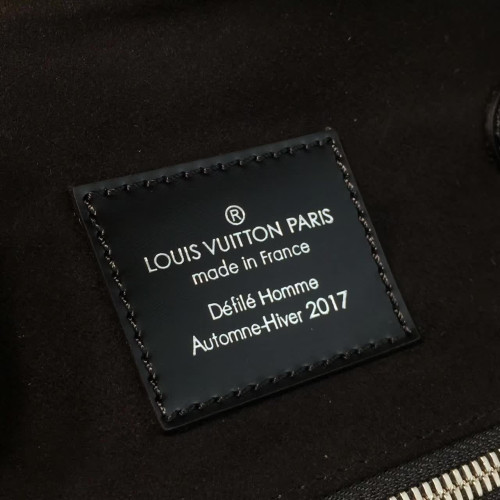 ®
LOUIS VUITTON PARIS
made in France
Défilé Homme
Automne-Hiver 2017